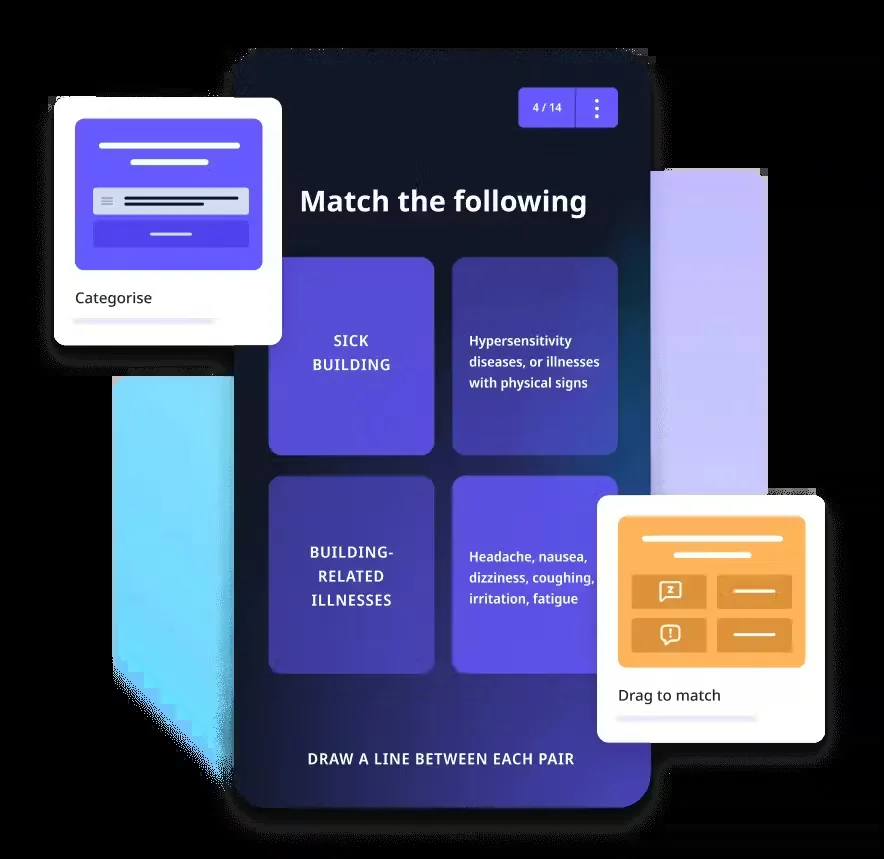 4 / 14
Match the following
Categorise
SICK
BUILDING
Hypersensitivity
diseases, or illnesses
with physical signs
BUILDING-
RELATED
ILLNESSES
Headache, nausea,
dizziness, coughing,
irritation, fatigue
z
!
Drag to match
DRAW A LINE BETWEEN EACH PAIR